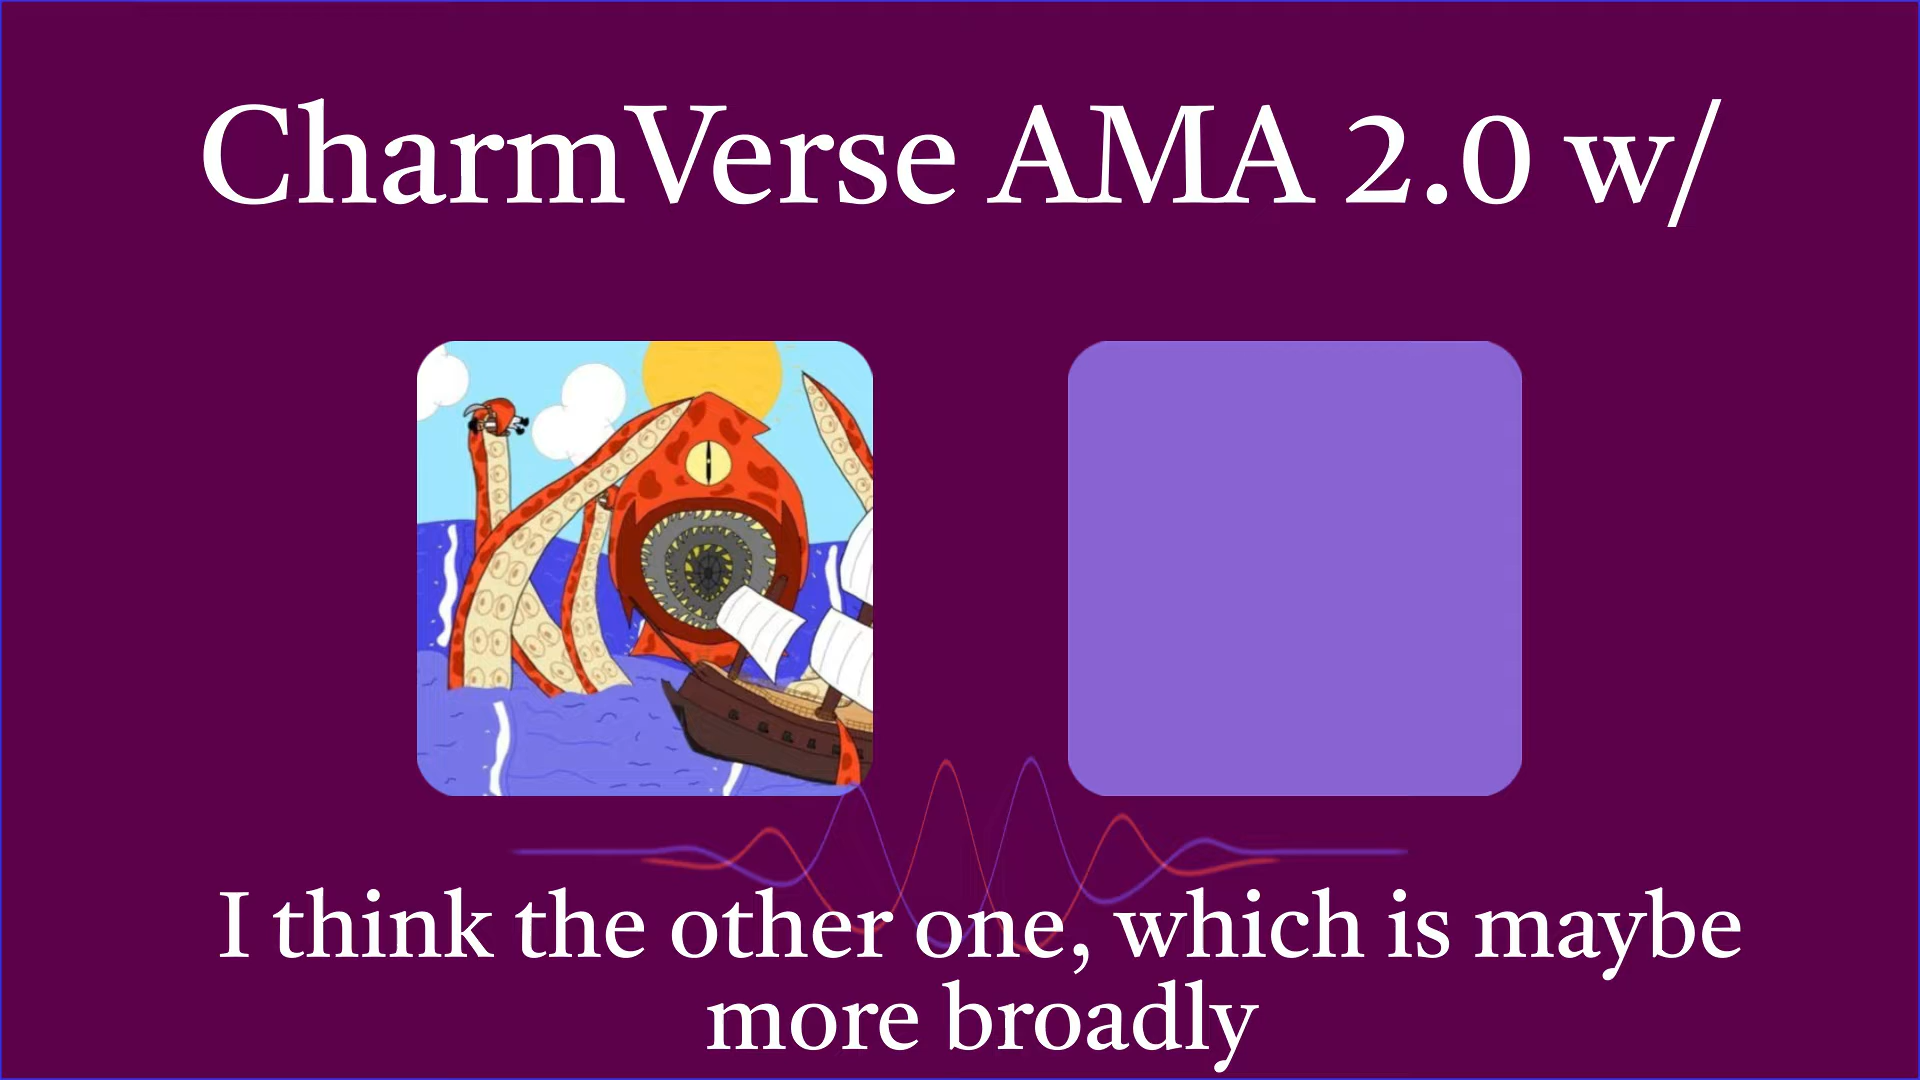 CharmVerse AMA 2.0 w/
I think the other one, which is maybe
more broadly